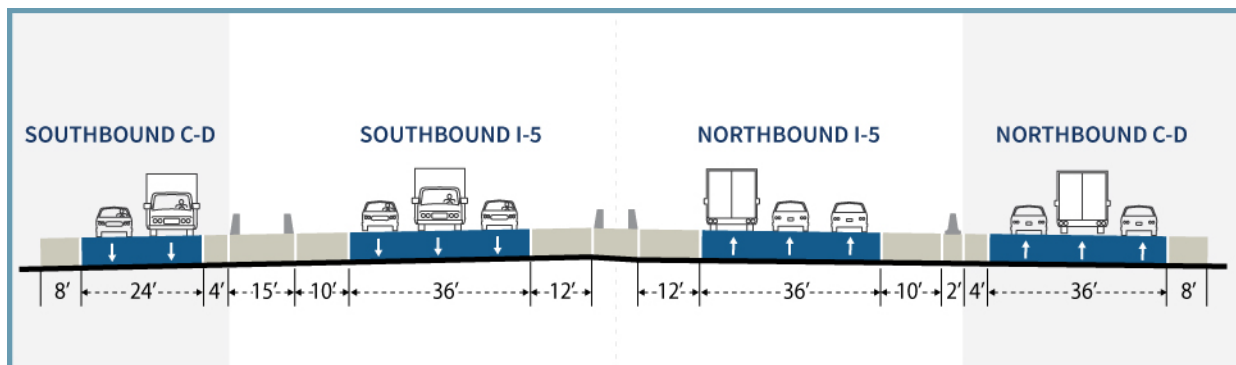 SOUTHBOUND C-D SOUTHBOUND I-5 NORTHBOUND I-5 NORTHBOUND C-D
8' 24' 4' 15' 10' 36' 12' 12' 36' 10' 2' 4' 36' 8'